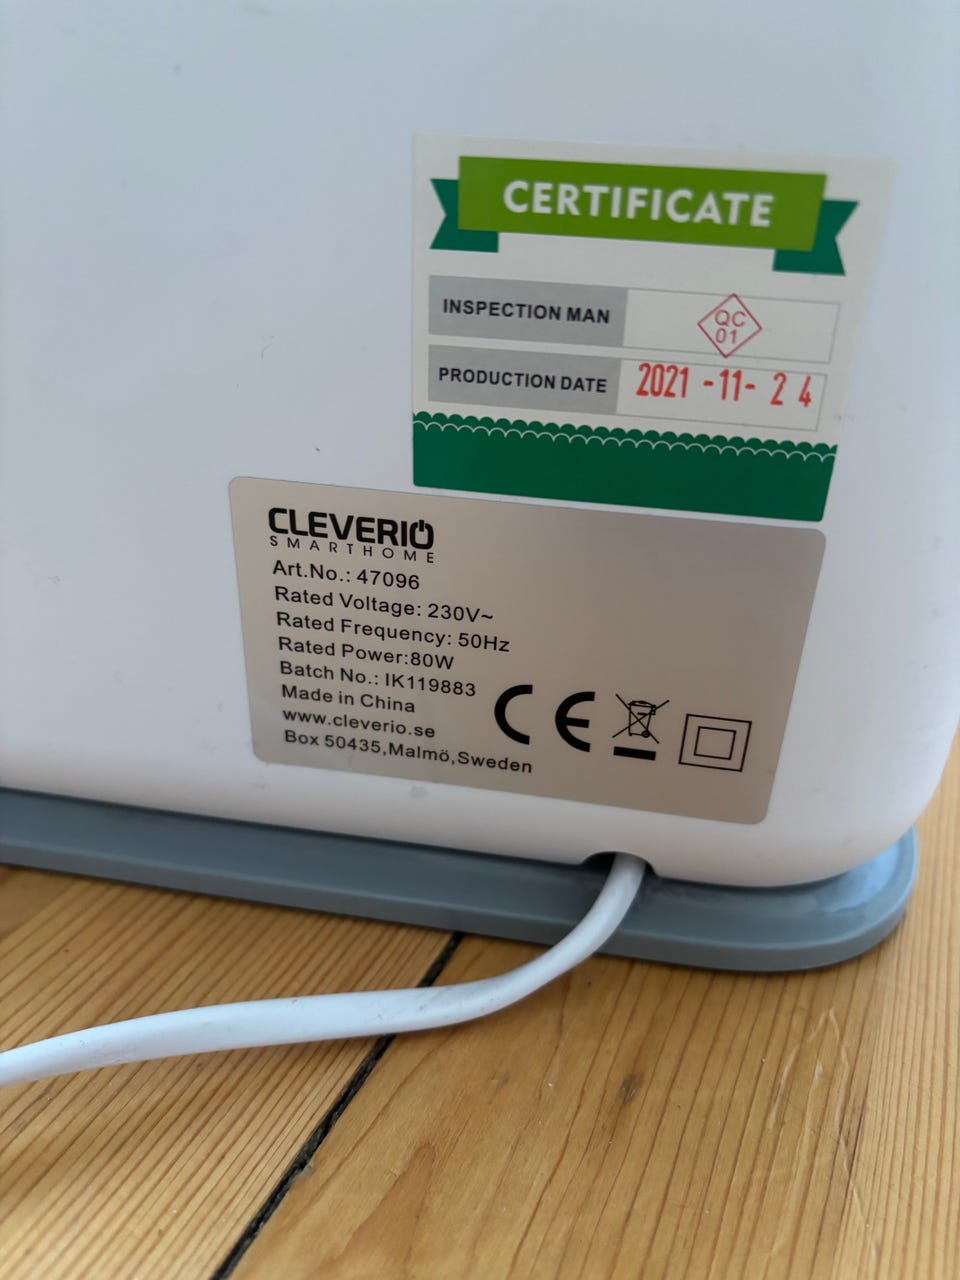 CERTIFICATE
INSPECTION MAN
QC
01
PRODUCTION DATE
2021 -11- 2 4
CLEVERIO
SMARTHOME
Art.No.: 47096
Rated Voltage: 230V~
Rated Frequency: 50Hz
Rated Power:80W
Batch No.: IK119883
Made in China
www.cleverio.se
Box 50435,Malmö,Sweden
CE